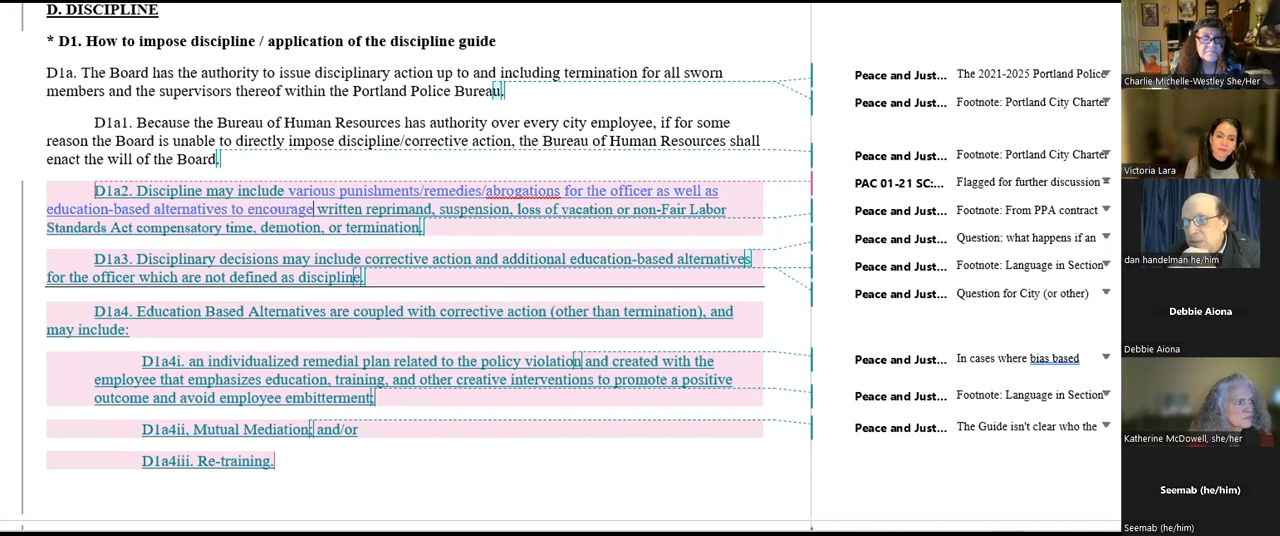 D. DISCIPLINE
* D1. How to impose discipline / application of the discipline guide
D1a. The Board has the authority to issue disciplinary action up to and including termination for all sworn
members and the supervisors thereof within the Portland Police Bureau.
D1a1. Because the Bureau of Human Resources has authority over every city employee, if for some
reason the Board is unable to directly impose discipline/corrective action, the Bureau of Human Resources shall
enact the will of the Board.
D1a2. Discipline may include various punishments/remedies/abrogations for the officer as well as
education-based alternatives to encourage written reprimand, suspension, loss of vacation or non-Fair Labor
Standards Act compensatory time, demotion, or termination.
D1a3. Disciplinary decisions may include corrective action and additional education-based alternatives
for the officer which are not defined as discipline.
D1a4. Education Based Alternatives are coupled with corrective action (other than termination), and
may include:
D1a4i. an individualized remedial plan related to the policy violation and created with the
employee that emphasizes education, training, and other creative interventions to promote a positive
outcome and avoid employee embitterment;
D1a4ii, Mutual Mediation; and/or
D1a4iii. Re-training.
Peace and Just... The 2021-2025 Portland Police
Peace and Just... Footnote: Portland City Charter
Peace and Just... Footnote: Portland City Charter
PAC 01-21 SC:... Flagged for further discussion
Peace and Just... Footnote: From PPA contract
Peace and Just... Question: what happens if an
Peace and Just... Footnote: Language in Section
Peace and Just... Question for City (or other)
Peace and Just... In cases where bias based
Peace and Just... Footnote: Language in Section
Peace and Just... The Guide isn't clear who the
Charlie Michelle-Westley She/Her
Victoria Lara
dan handelman he/him
Debbie Aiona
Debbie Aiona
Katherine McDowell, she/her
Seemab (he/him)
Seemab (he/him)